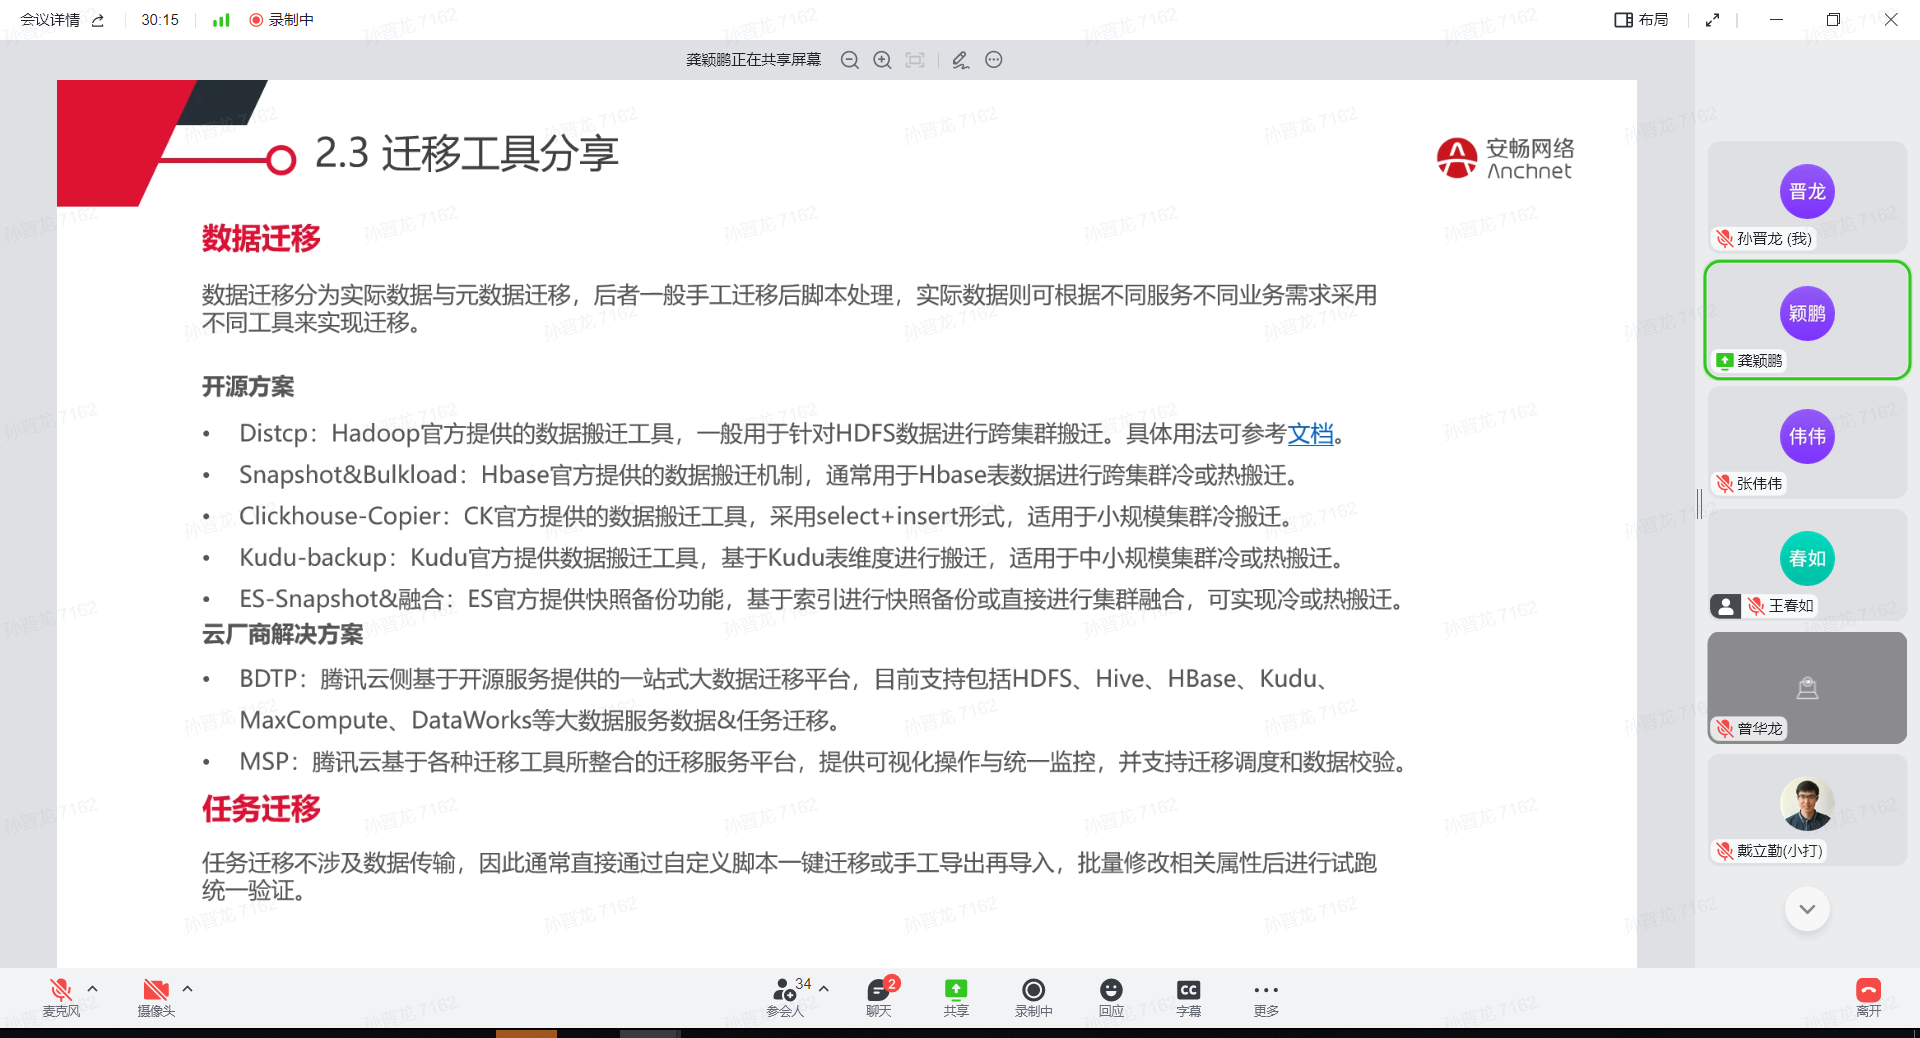 会议详情
30:15
录制中
布局
龚颖鹏正在共享屏幕
2.3 迁移工具分享
安畅网络
Anchnet
数据迁移
数据迁移分为实际数据与元数据迁移，后者一般手工迁移后脚本处理，实际数据则可根据不同服务不同业务需求采用
不同工具来实现迁移。
开源方案
• Distcp：Hadoop官方提供的数据搬迁工具，一般用于针对HDFS数据进行跨集群搬迁。具体用法可参考文档。
• Snapshot&Bulkload：Hbase官方提供的数据搬迁机制，通常用于Hbase表数据进行跨集群冷或热搬迁。
• Clickhouse-Copier：CK官方提供的数据搬迁工具，采用select+insert形式，适用于小规模集群冷搬迁。
• Kudu-backup：Kudu官方提供数据搬迁工具，基于Kudu表维度进行搬迁，适用于中小规模集群冷或热搬迁。
• ES-Snapshot&融合：ES官方提供快照备份功能，基于索引进行快照备份或直接进行集群融合，可实现冷或热搬迁。
云厂商解决方案
• BDTP：腾讯云侧基于开源服务提供的一站式大数据迁移平台，目前支持包括HDFS、Hive、HBase、Kudu、
MaxCompute、DataWorks等大数据服务数据&任务迁移。
• MSP：腾讯云基于各种迁移工具所整合的迁移服务平台，提供可视化操作与统一监控，并支持迁移调度和数据校验。
任务迁移
任务迁移不涉及数据传输，因此通常直接通过自定义脚本一键迁移或手工导出再导入，批量修改相关属性后进行试跑
统一验证。
晋龙
孙晋龙 (我)
颖鹏
龚颖鹏
伟伟
张伟伟
春如
王春如
曾华龙
戴立勤(小打)
孙晋龙 7162
麦克风
摄像头
34
参会人
2
聊天
共享
录制中
回应
CC
字幕
更多
离开